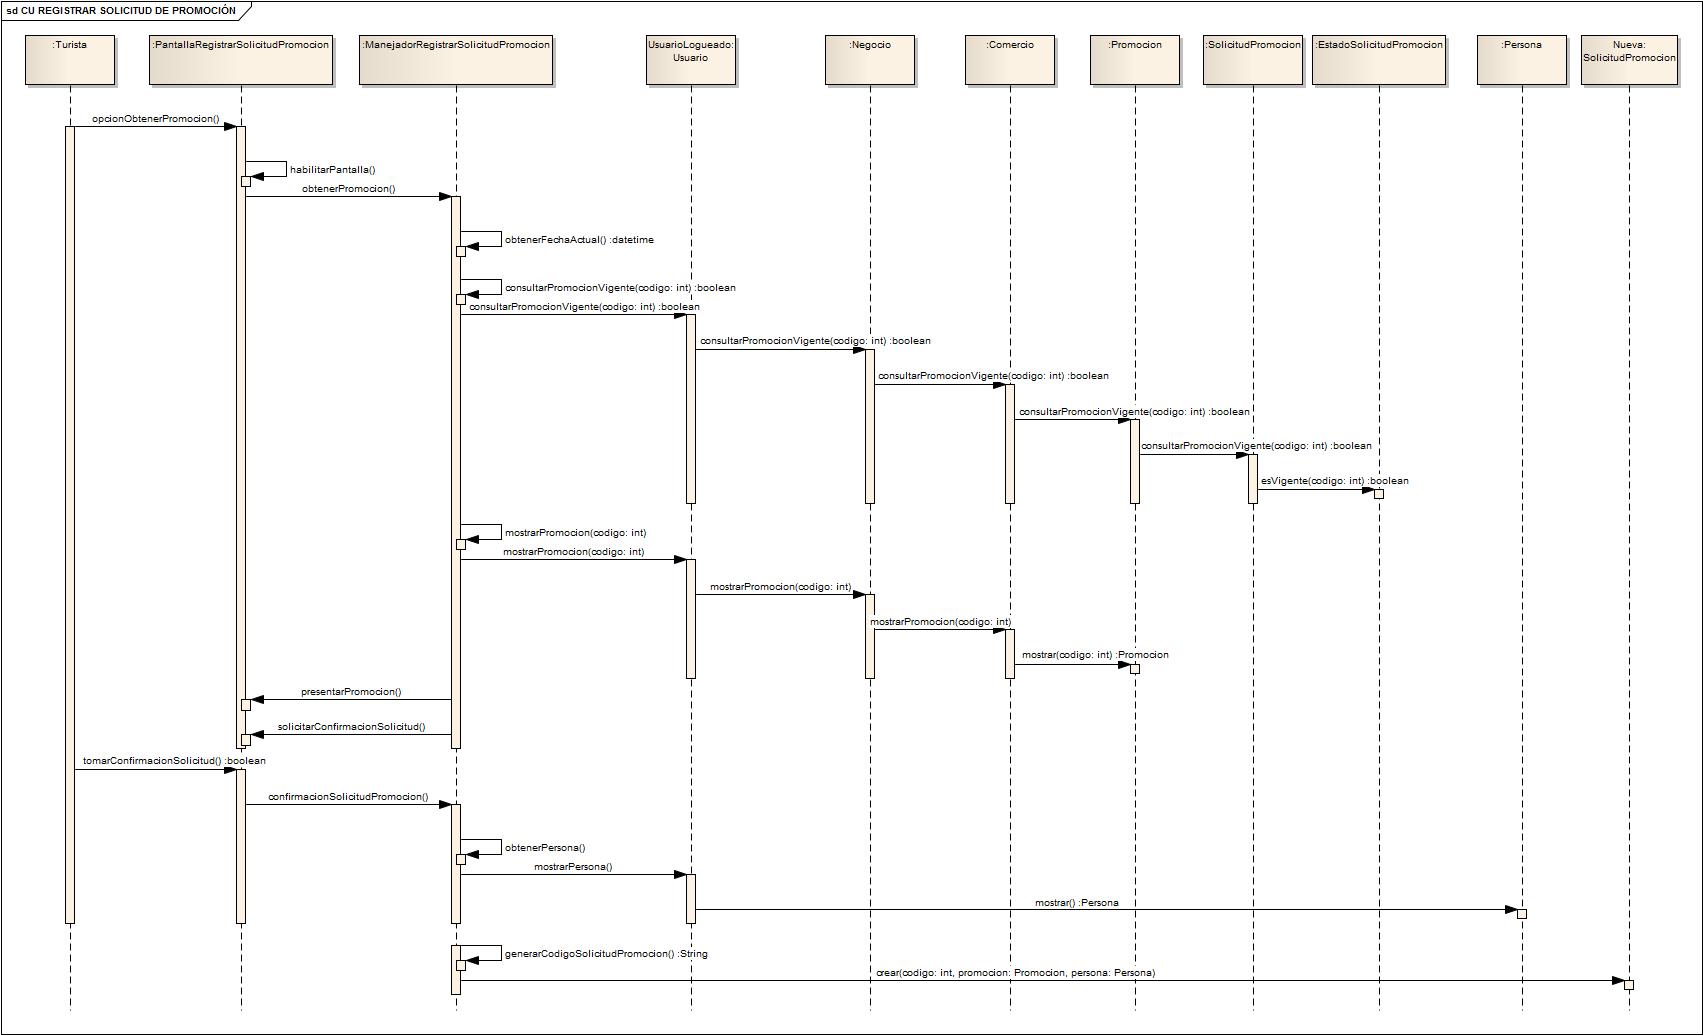 sd CU REGISTRAR SOLICITUD DE PROMOCIÓN
:Turista
:PantallaRegistrarSolicitudPromocion
:ManejadorRegistrarSolicitudPromocion
UsuarioLogueado:
Usuario
:Negocio
:Comercio
:Promocion
:SolicitudPromocion
:EstadoSolicitudPromocion
:Persona
Nueva:
SolicitudPromocion
opcionObtenerPromocion()
habilitarPantalla()
obtenerPromocion()
obtenerFechaActual() :datetime
consultarPromocionVigente(codigo: int) :boolean
consultarPromocionVigente(codigo: int) :boolean
consultarPromocionVigente(codigo: int) :boolean
consultarPromocionVigente(codigo: int) :boolean
consultarPromocionVigente(codigo: int) :boolean
consultarPromocionVigente(codigo: int) :boolean
esVigente(codigo: int) :boolean
mostrarPromocion(codigo: int)
mostrarPromocion(codigo: int)
mostrarPromocion(codigo: int)
mostrarPromocion(codigo: int)
mostrar(codigo: int) :Promocion
presentarPromocion()
solicitarConfirmacionSolicitud()
tomarConfirmacionSolicitud() :boolean
confirmacionSolicitudPromocion()
obtenerPersona()
mostrarPersona()
mostrar() :Persona
generarCodigoSolicitudPromocion() :String
crear(codigo: int, promocion: Promocion, persona: Persona)